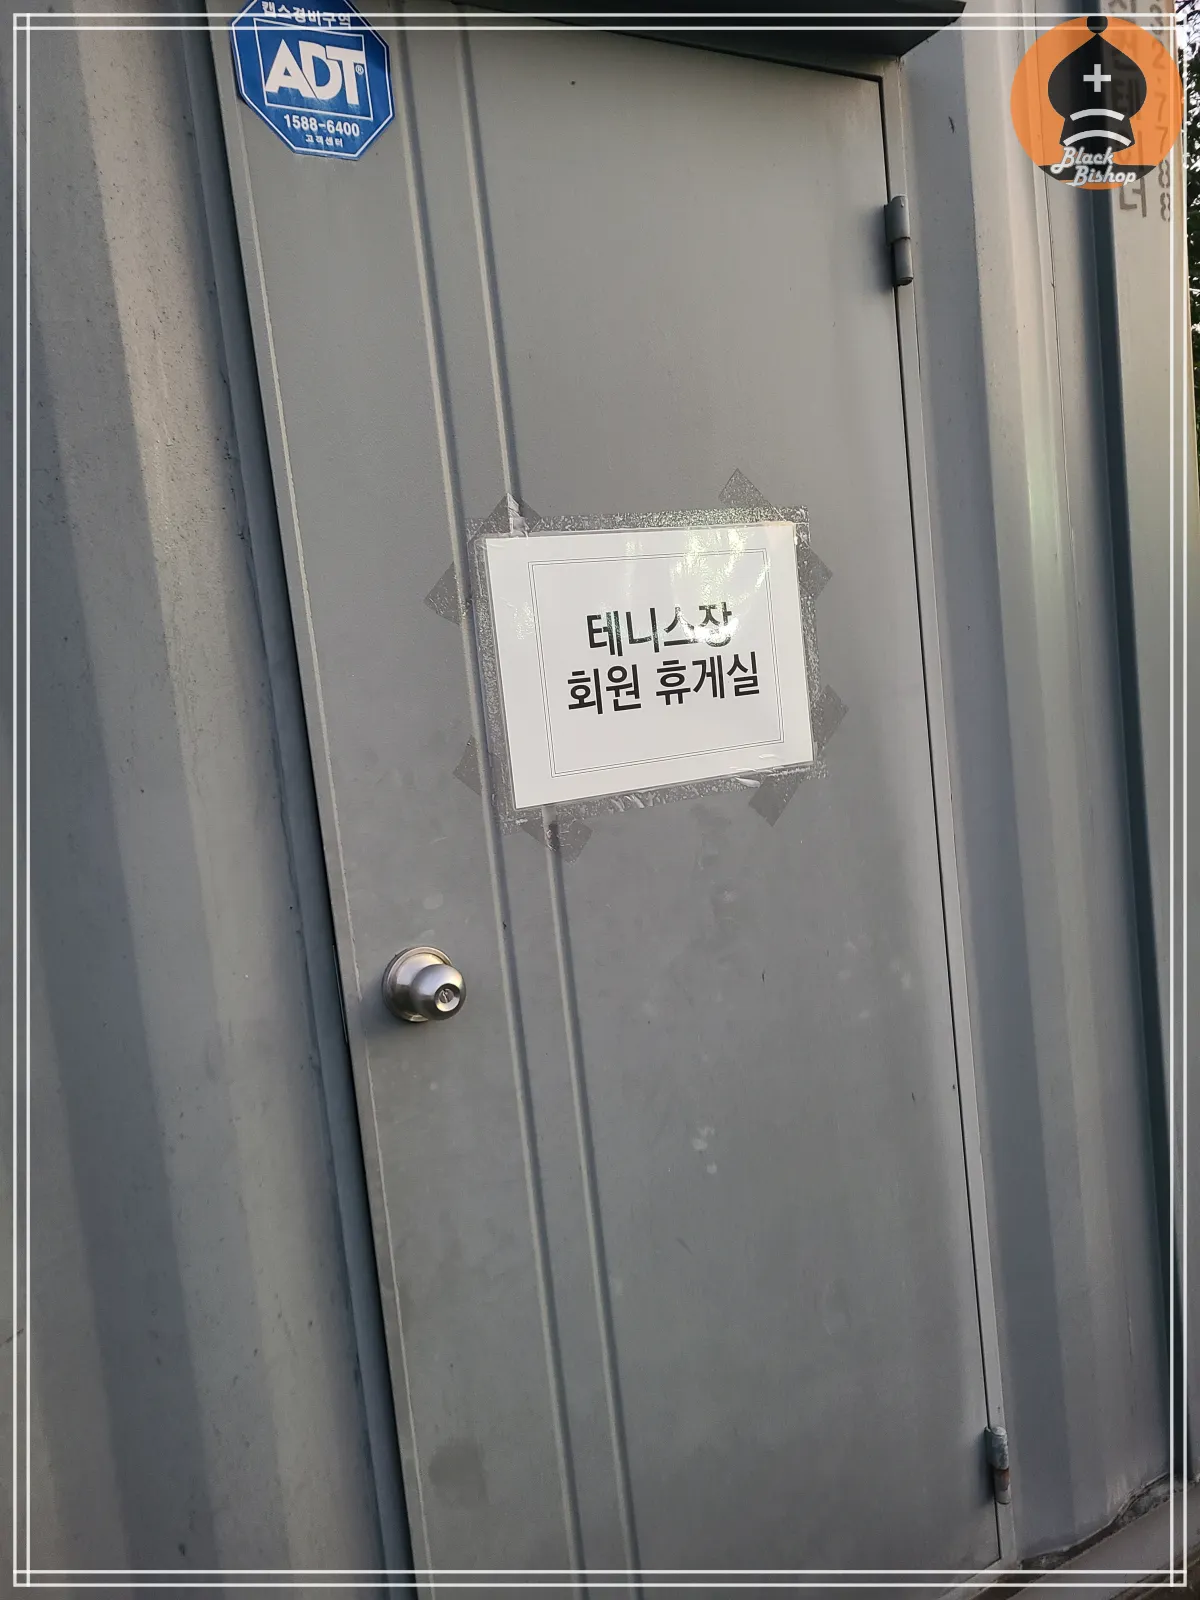 캡스경비구역
ADT®
1588-6400
고객센터
Black
Bishop
테니스장
회원 휴게실